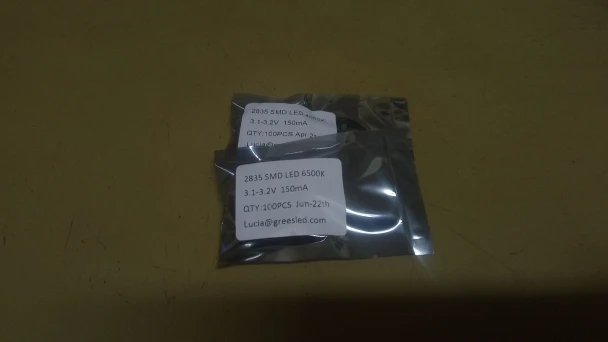 2835 SMD LED
3.1-3.2V 150mA
QTY:100PCS Apr
2835 SMD LED 6500K
3.1-3.2V 150mA
QTY:100PCS Jun-22th
Lucia@greesled.com